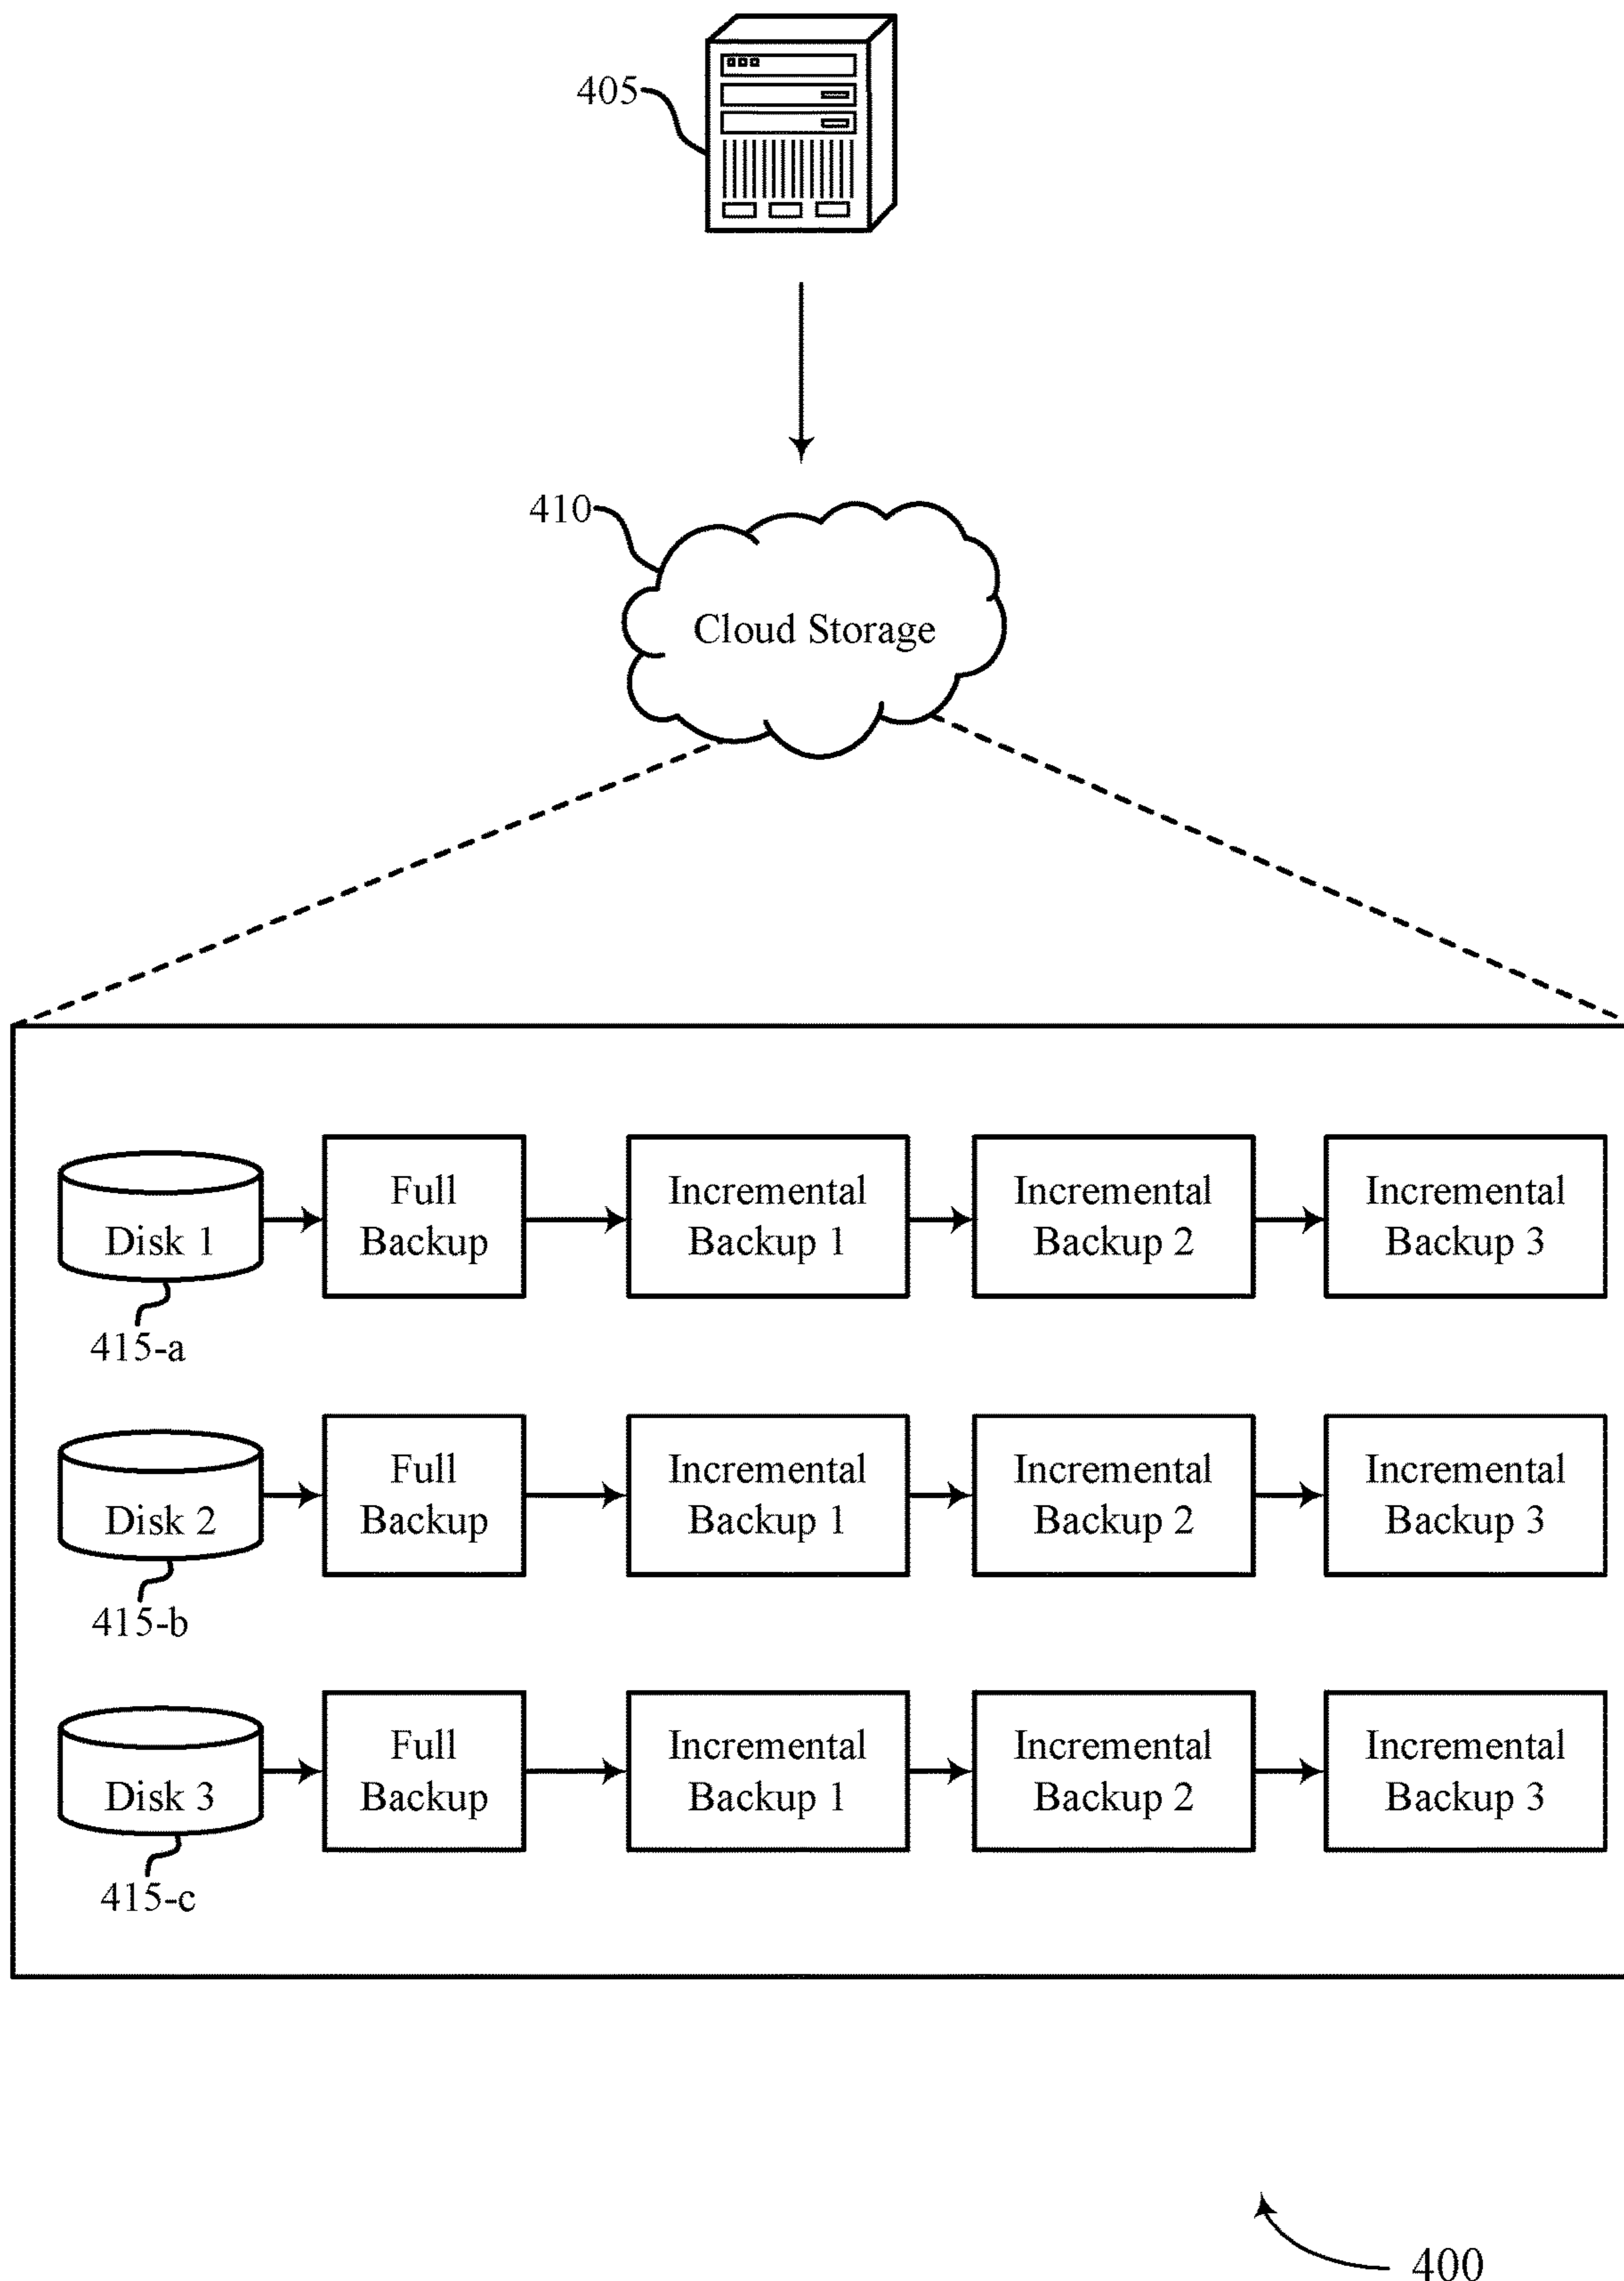 405
410
Cloud Storage
Disk 1
Full
Backup
Incremental
Backup 1
Incremental
Backup 2
Incremental
Backup 3
415-a
Disk 2
Full
Backup
Incremental
Backup 1
Incremental
Backup 2
Incremental
Backup 3
415-b
Disk 3
Full
Backup
Incremental
Backup 1
Incremental
Backup 2
Incremental
Backup 3
415-c
400